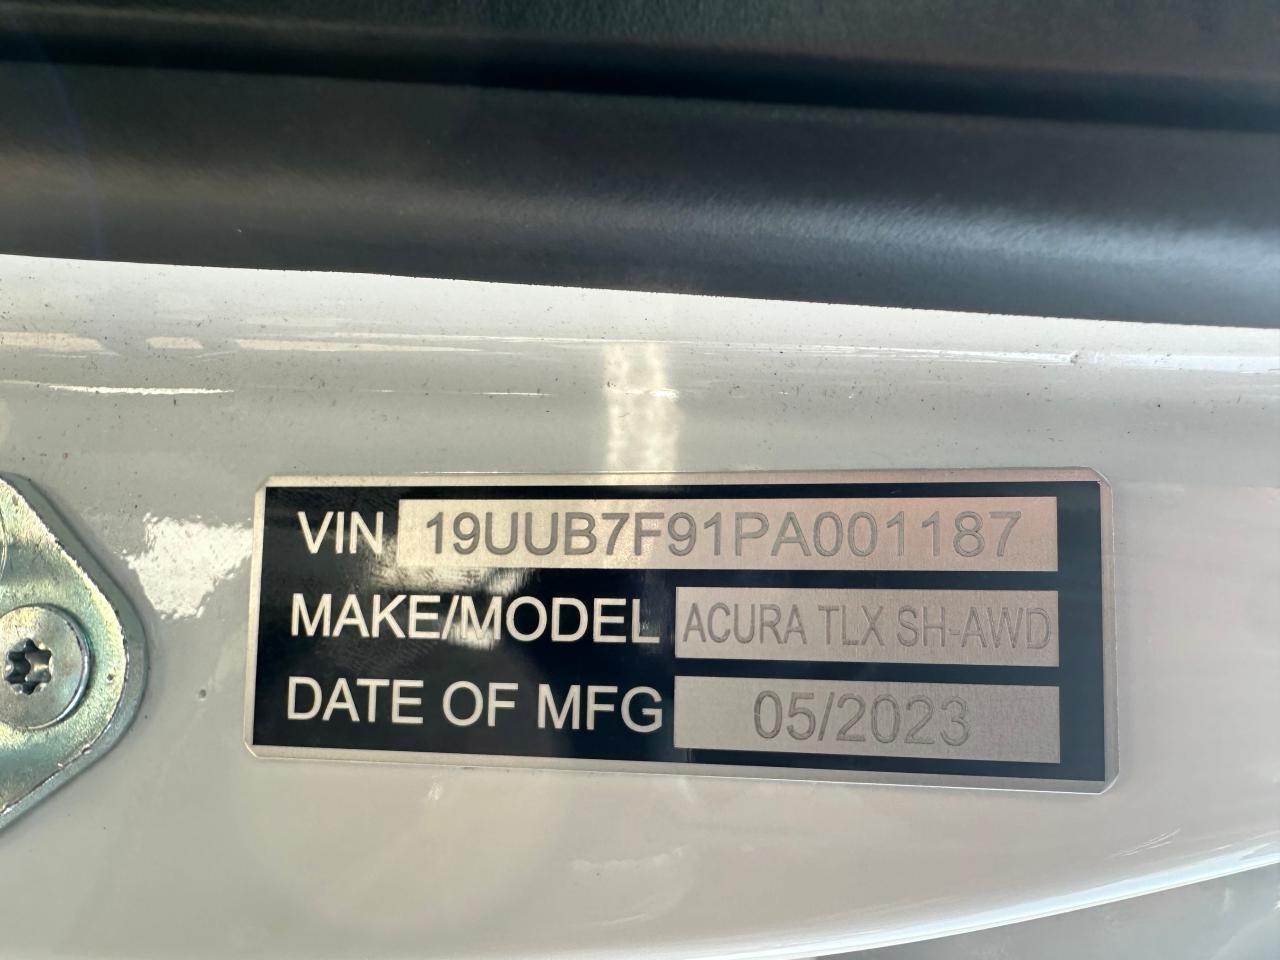 VIN 19UUB7F91PA001187
MAKE/MODEL ACURA TLX SH-AWD
DATE OF MFG 05/2023